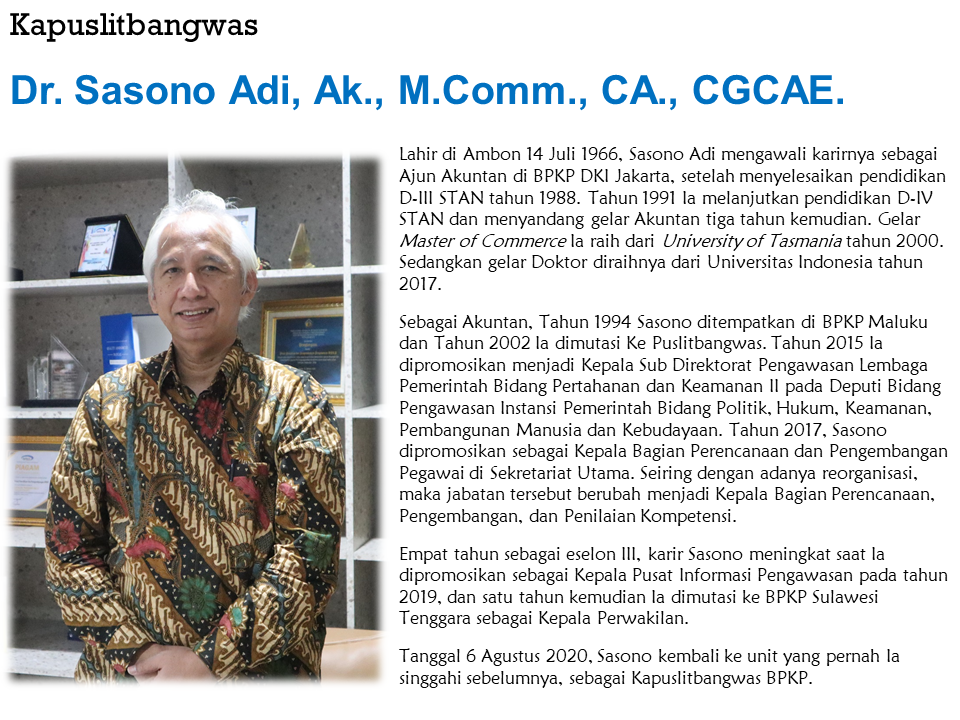 Kapuslitbangwas
Dr. Sasono Adi, Ak., M.Comm., CA., CGCAE.
Lahir di Ambon 14 Juli 1966, Sasono Adi mengawali karirnya sebagai
Ajun Akuntan di BPKP DKI Jakarta, setelah menyelesaikan pendidikan
D-III STAN tahun 1988. Tahun 1991 Ia melanjutkan pendidikan D-IV
STAN dan menyandang gelar Akuntan tiga tahun kemudian. Gelar
Master of Commerce Ia raih dari University of Tasmania tahun 2000.
Sedangkan gelar Doktor diraihnya dari Universitas Indonesia tahun
2017.
Sebagai Akuntan, Tahun 1994 Sasono ditempatkan di BPKP Maluku
dan Tahun 2002 Ia dimutasi Ke Puslitbangwas. Tahun 2015 Ia
dipromosikan menjadi Kepala Sub Direktorat Pengawasan Lembaga
Pemerintah Bidang Pertahanan dan Keamanan II pada Deputi Bidang
Pengawasan Instansi Pemerintah Bidang Politik, Hukum, Keamanan,
Pembangunan Manusia dan Kebudayaan. Tahun 2017, Sasono
dipromosikan sebagai Kepala Bagian Perencanaan dan Pengembangan
Pegawai di Sekretariat Utama. Seiring dengan adanya reorganisasi,
maka jabatan tersebut berubah menjadi Kepala Bagian Perencanaan,
Pengembangan, dan Penilaian Kompetensi.
Empat tahun sebagai eselon III, karir Sasono meningkat saat Ia
dipromosikan sebagai Kepala Pusat Informasi Pengawasan pada tahun
2019, dan satu tahun kemudian Ia dimutasi ke BPKP Sulawesi
Tenggara sebagai Kepala Perwakilan.
Tanggal 6 Agustus 2020, Sasono kembali ke unit yang pernah Ia
singgahi sebelumnya, sebagai Kapuslitbangwas BPKP.